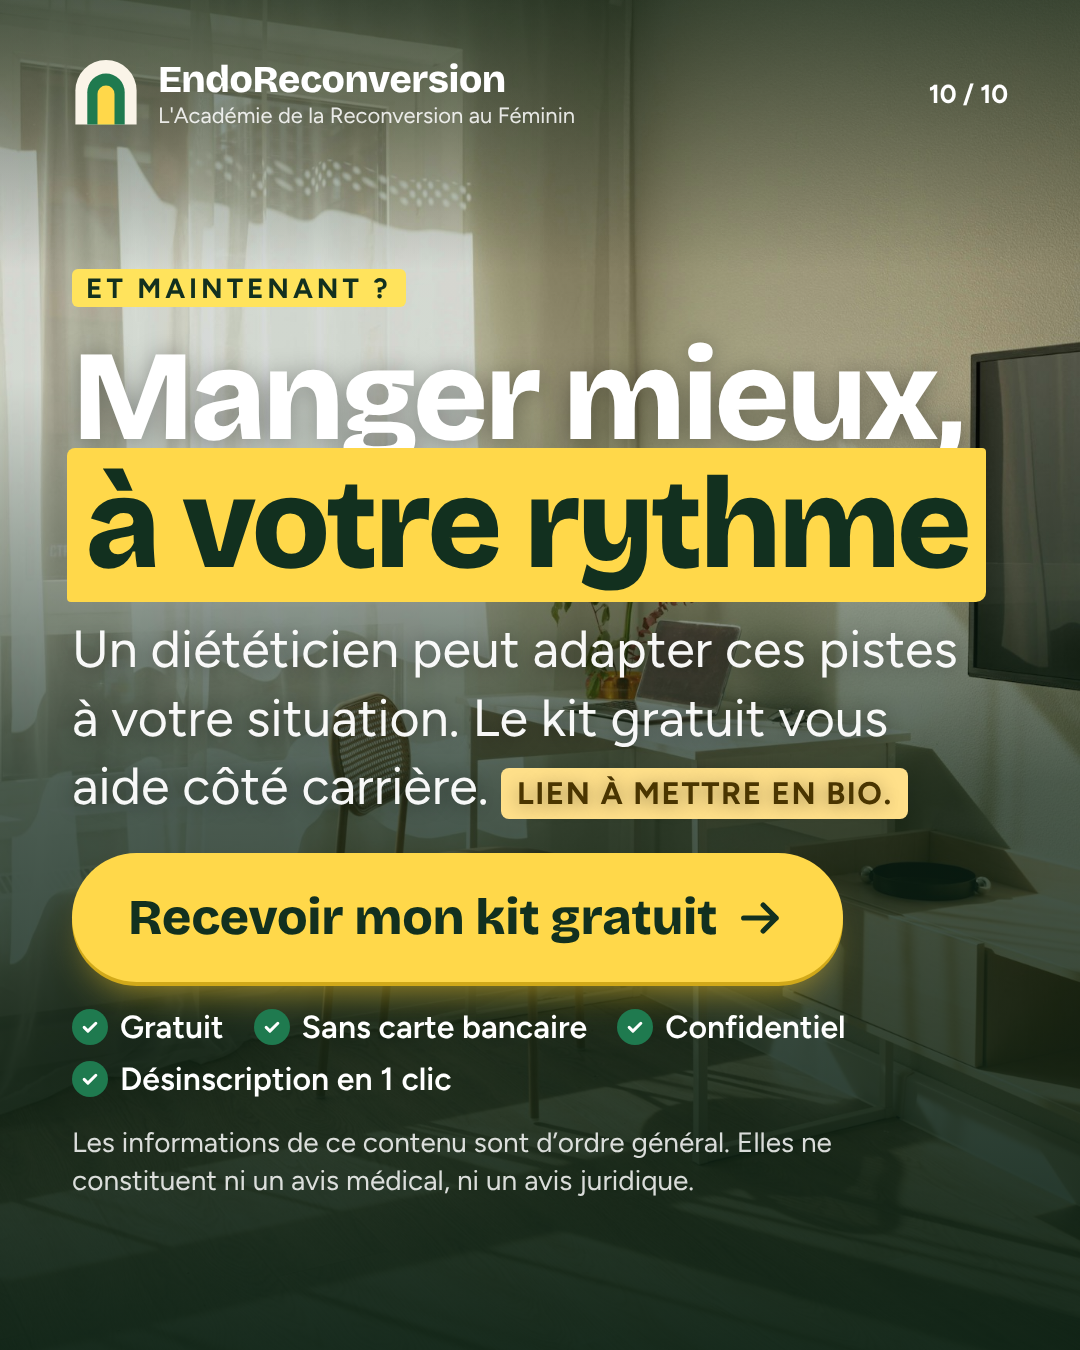 EndoReconversion
L'Académie de la Reconversion au Féminin
10 / 10
ET MAINTENANT ?
Manger mieux,
à votre rythme
Un diététicien peut adapter ces pistes
à votre situation. Le kit gratuit vous
aide côté carrière. LIEN À METTRE EN BIO.
Recevoir mon kit gratuit →
Gratuit Sans carte bancaire Confidentiel
Désinscription en 1 clic
Les informations de ce contenu sont d’ordre général. Elles ne
constituent ni un avis médical, ni un avis juridique.